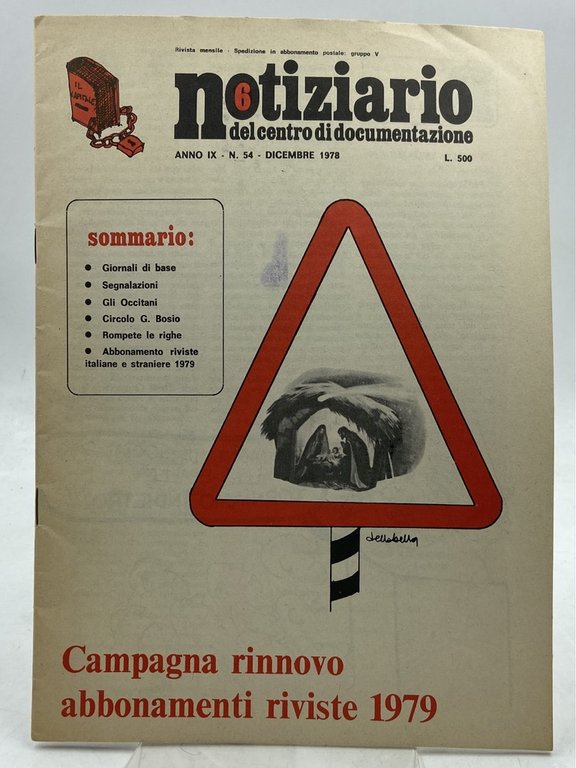 Rivista mensile - Spedizione in abbonamento postale: gruppo V
IL
KAPITALE
6
notiziario
del centro di documentazione
ANNO IX - N. 54 - DICEMBRE 1978
L. 500
sommario:
● Giornali di base
● Segnalazioni
● Gli Occitani
● Circolo G. Bosio
● Rompete le righe
● Abbonamento riviste
italiane e straniere 1979
dellabella
Campagna rinnovo
abbonamenti riviste 1979